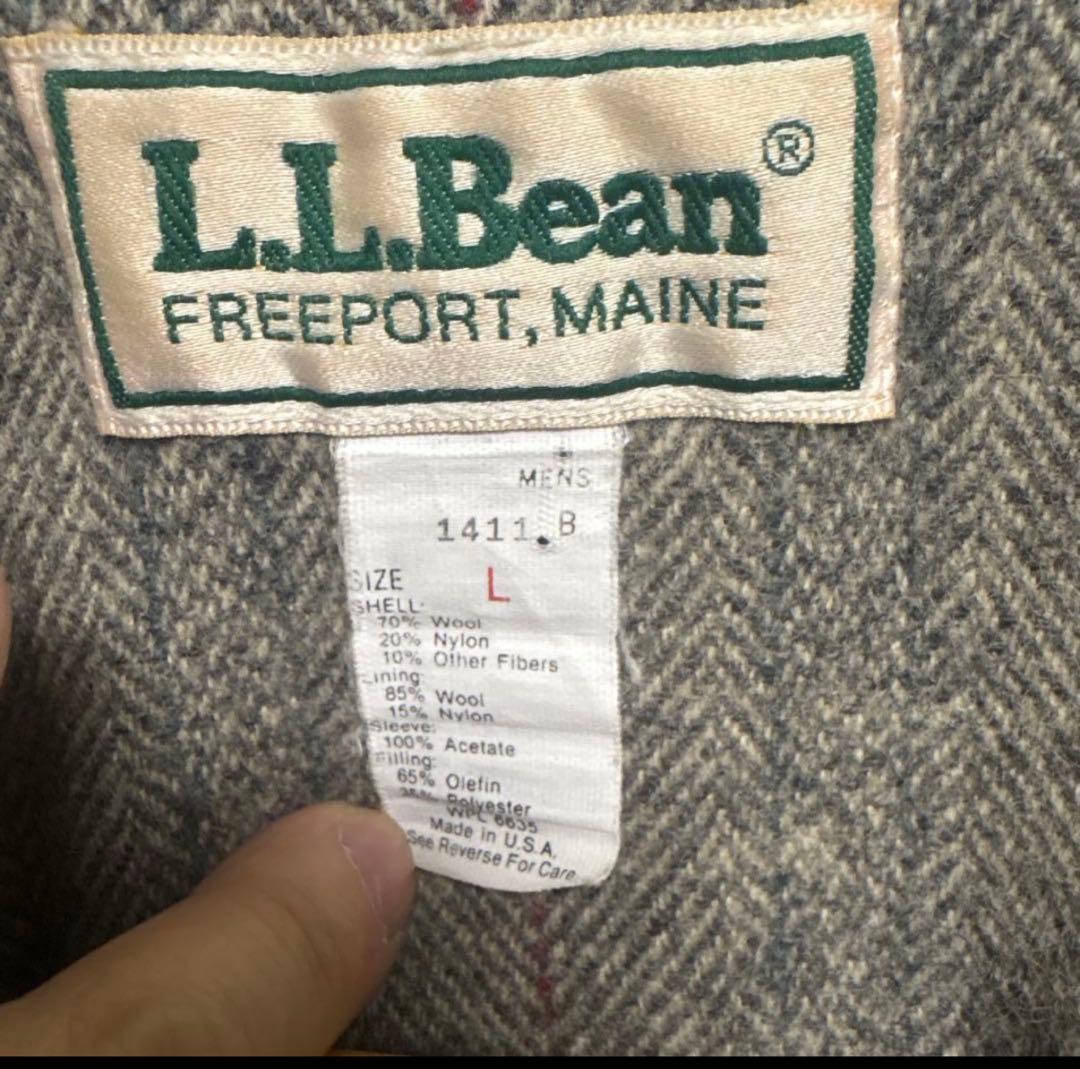 L.L.Bean®
FREEPORT, MAINE
MENS
1411 B
SIZE L
SHELL:
70% Wool
20% Nylon
10% Other Fibers
Lining:
85% Wool
15% Nylon
Sleeve:
100% Acetate
Filling:
65% Olefin
35% Polyester
WPL 6635
Made in U.S.A.
See Reverse For Care